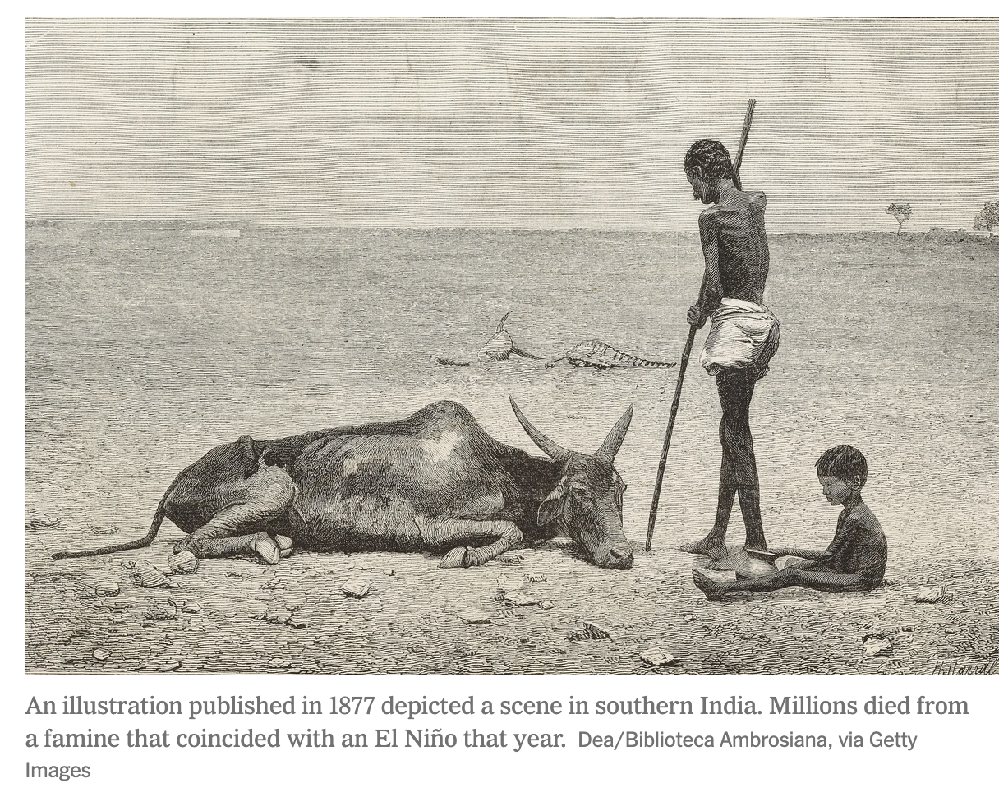 An illustration published in 1877 depicted a scene in southern India. Millions died from
a famine that coincided with an El Niño that year. Dea/Biblioteca Ambrosiana, via Getty
Images